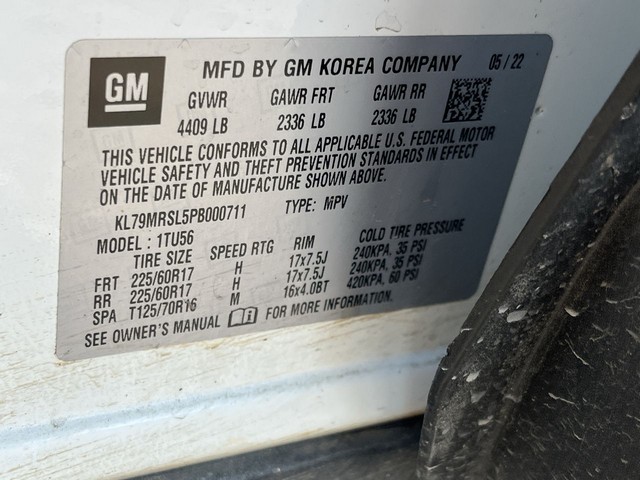 GM MFD BY GM KOREA COMPANY 05/22
GVWR GAWR FRT GAWR RR
4409 LB 2336 LB 2336 LB
THIS VEHICLE CONFORMS TO ALL APPLICABLE U.S. FEDERAL MOTOR
VEHICLE SAFETY AND THEFT PREVENTION STANDARDS IN EFFECT
ON THE DATE OF MANUFACTURE SHOWN ABOVE.
KL79MRSL5PB000711 TYPE: MPV
MODEL : 1TU56
TIRE SIZE SPEED RTG RIM COLD TIRE PRESSURE
FRT 225/60R17 H 17x7.5J 240KPA, 35 PSI
RR 225/60R17 H 17x7.5J 240KPA, 35 PSI
SPA T125/70R16 M 16x4.0BT 420KPA, 60 PSI
SEE OWNER'S MANUAL FOR MORE INFORMATION.